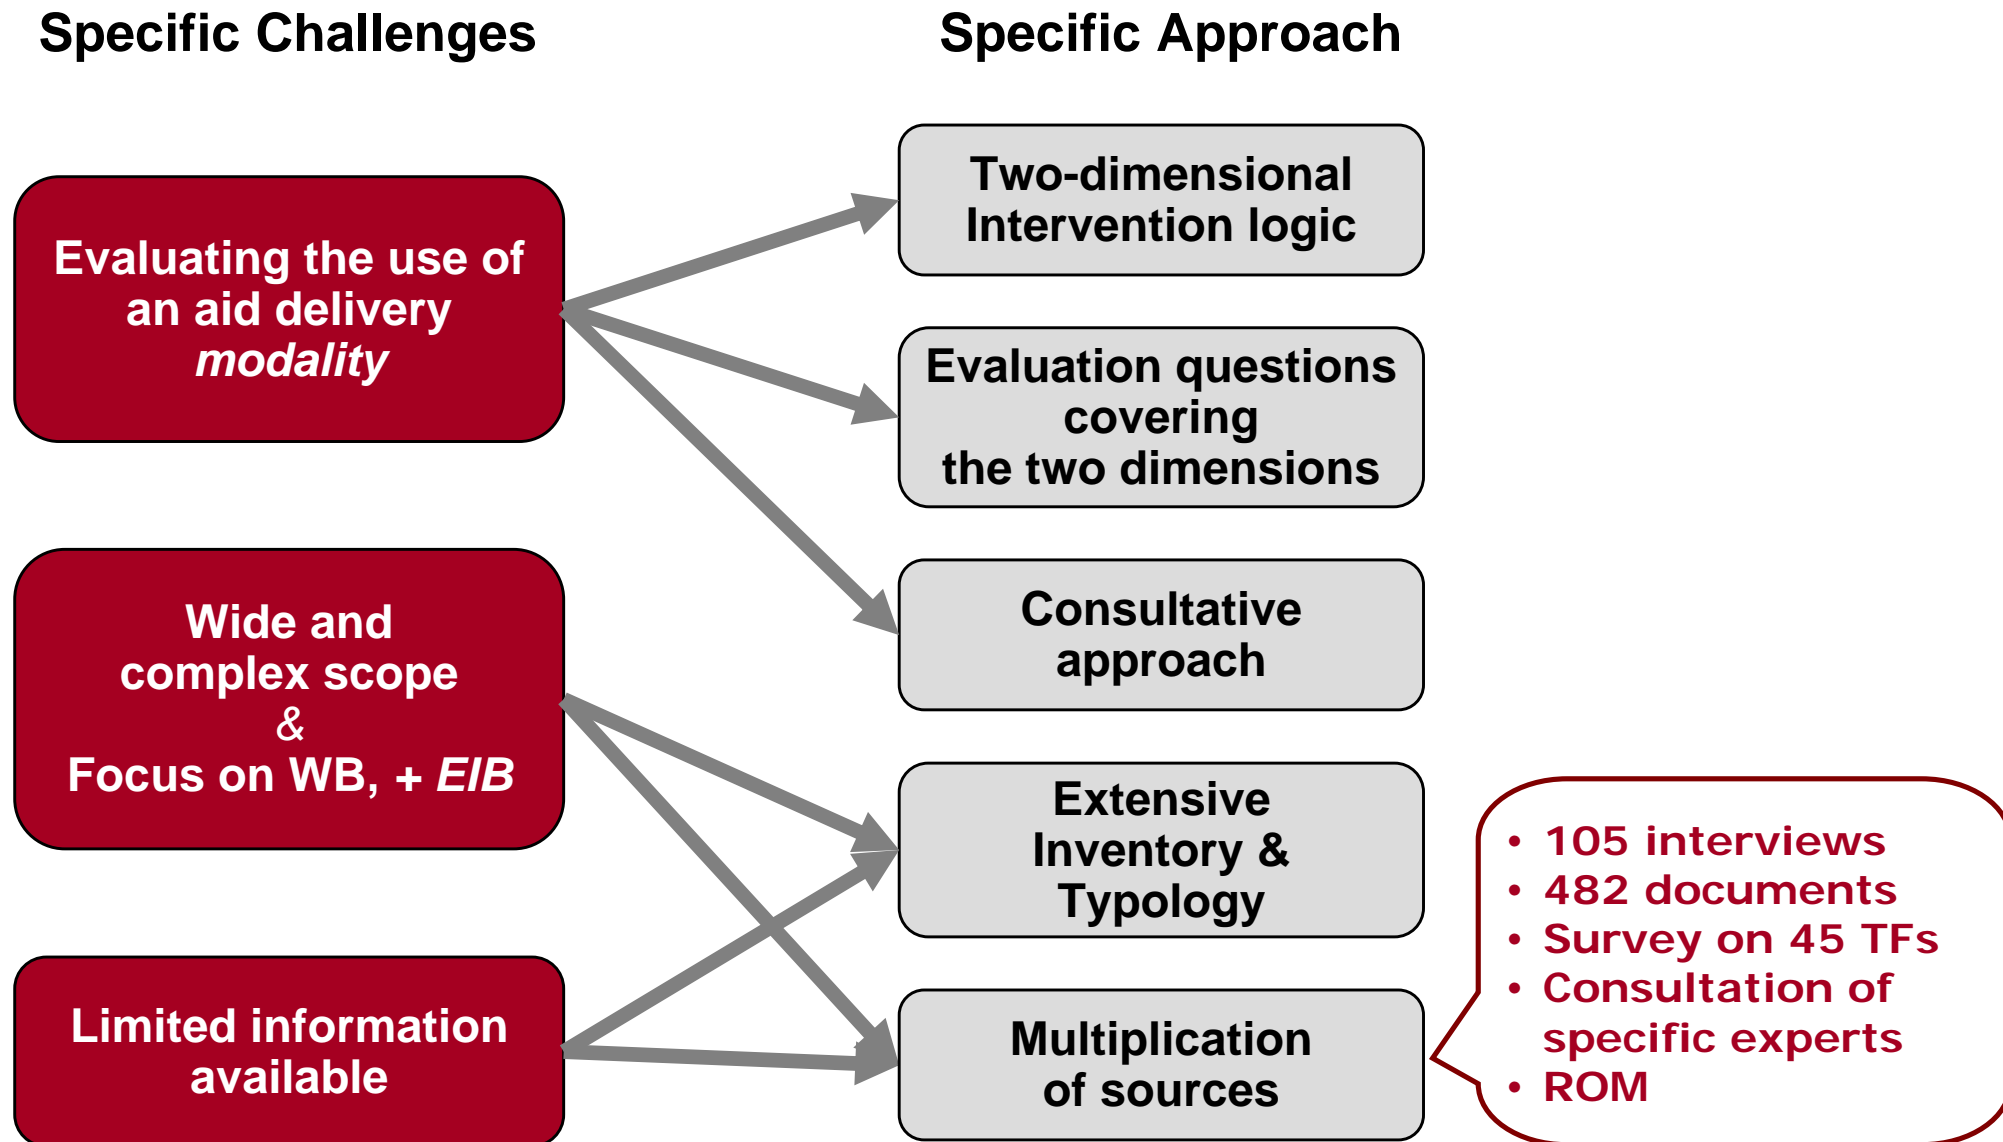 Specific Challenges
Specific Approach
Evaluating the use of
an aid delivery
modality
Wide and
complex scope
&
Focus on WB, + EIB
Limited information
available
Two-dimensional
Intervention logic
Evaluation questions
covering
the two dimensions
Consultative
approach
Extensive
Inventory &
Typology
Multiplication
of sources
• 105 interviews
• 482 documents
• Survey on 45 TFs
• Consultation of
specific experts
• ROM